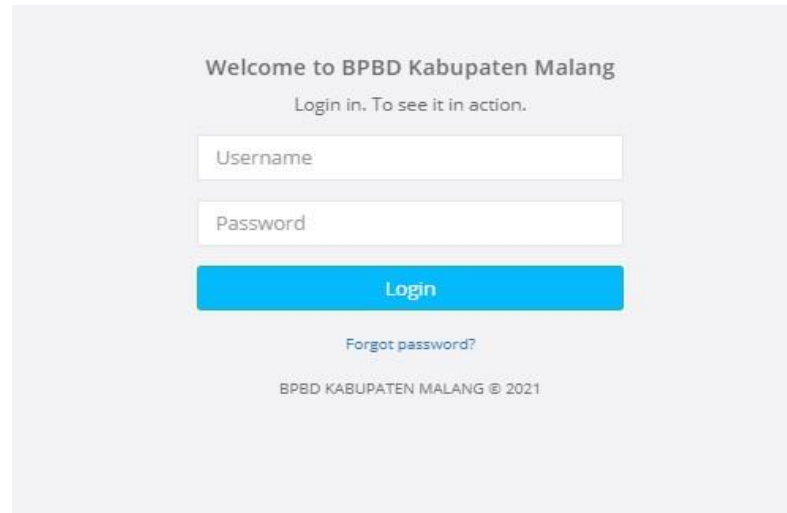 Welcome to BPBD Kabupaten Malang
Login in. To see it in action.
Username
Password
Login
Forgot password?
BPBD KABUPATEN MALANG © 2021